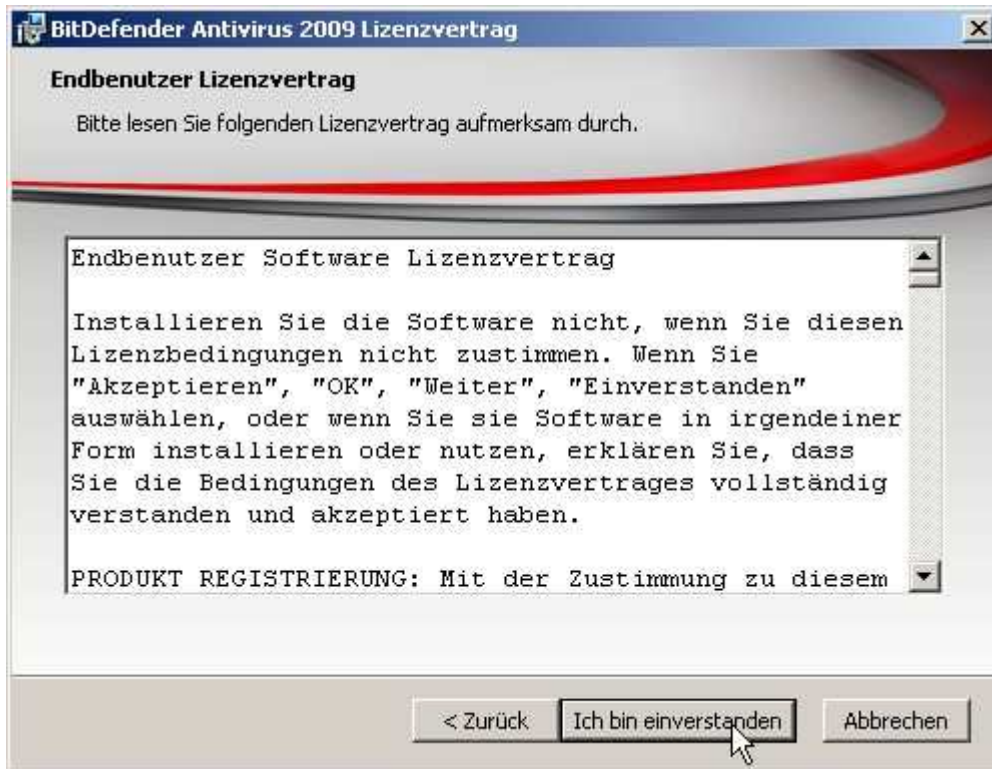 BitDefender Antivirus 2009 Lizenzvertrag
Endbenutzer Lizenzvertrag
Bitte lesen Sie folgenden Lizenzvertrag aufmerksam durch.
Endbenutzer Software Lizenzvertrag
Installieren Sie die Software nicht, wenn Sie diesen
Lizenzbedingungen nicht zustimmen. Wenn Sie
"Akzeptieren", "OK", "Weiter", "Einverstanden"
auswählen, oder wenn Sie sie Software in irgendeiner
Form installieren oder nutzen, erklären Sie, dass
Sie die Bedingungen des Lizenzvertrages vollständig
verstanden und akzeptiert haben.
PRODUKT REGISTRIERUNG: Mit der Zustimmung zu diesem
< Zurück
Ich bin einverstanden
Abbrechen